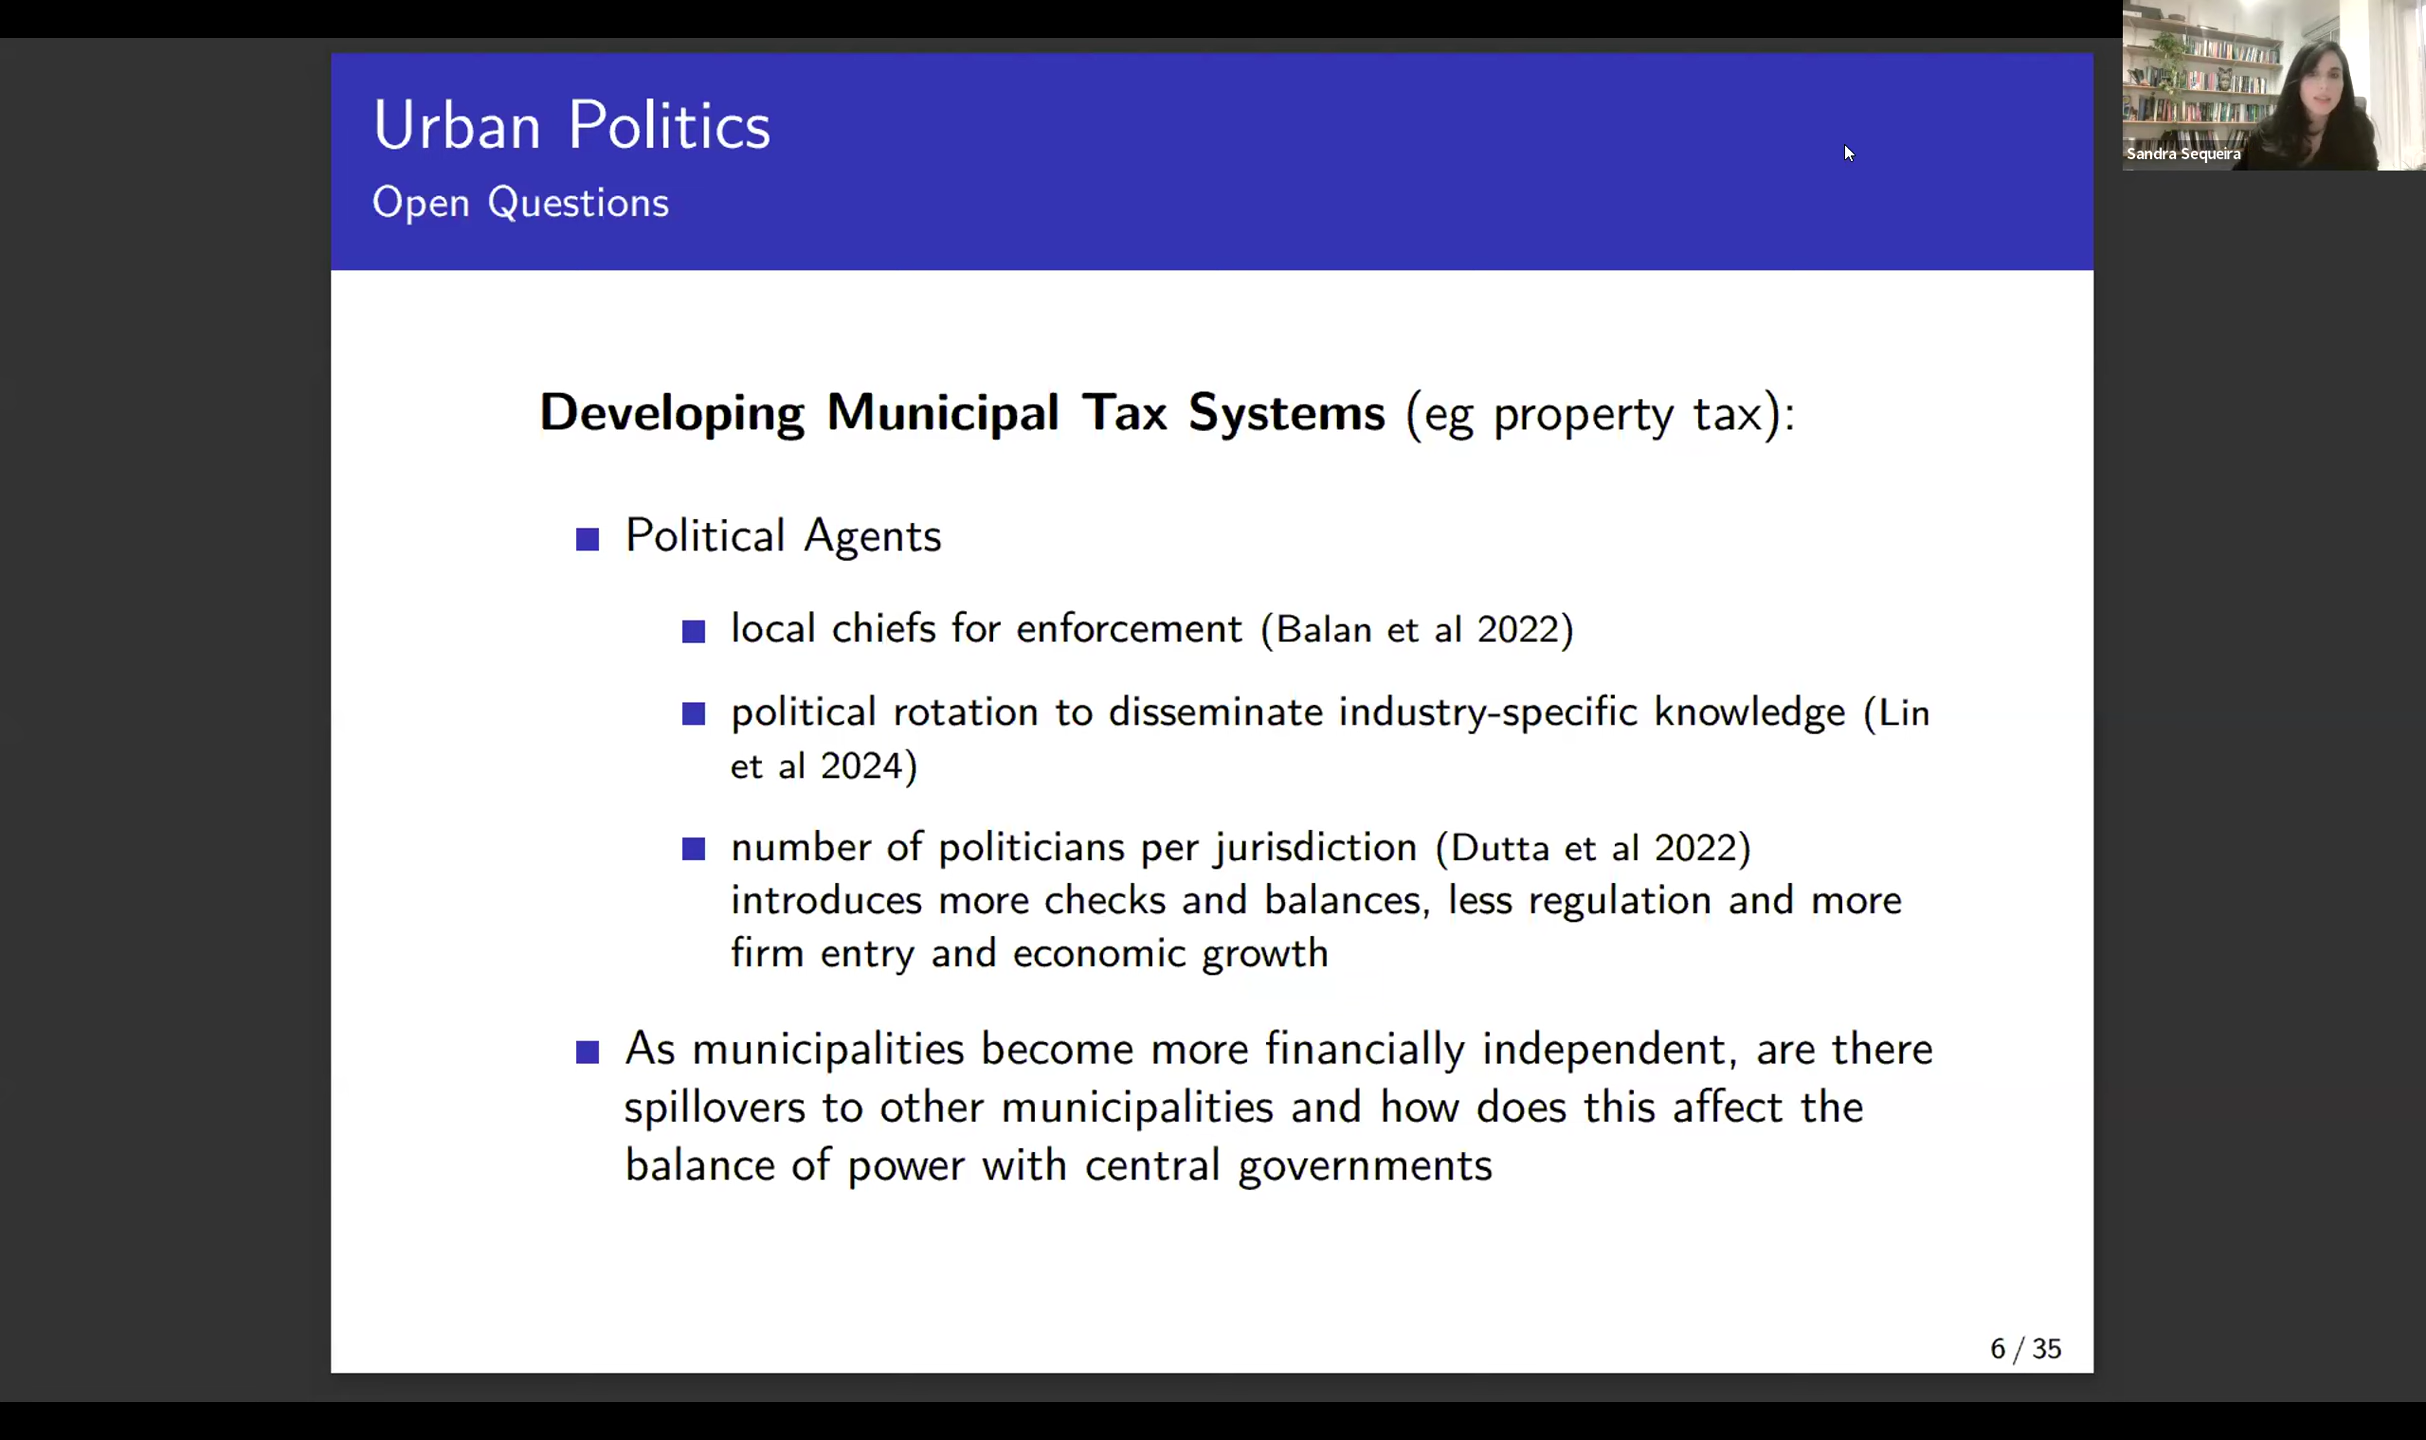 Urban Politics
Open Questions
Sandra Sequeira
Developing Municipal Tax Systems (eg property tax):
Political Agents
local chiefs for enforcement (Balan et al 2022)
political rotation to disseminate industry-specific knowledge (Lin
et al 2024)
number of politicians per jurisdiction (Dutta et al 2022)
introduces more checks and balances, less regulation and more
firm entry and economic growth
As municipalities become more financially independent, are there
spillovers to other municipalities and how does this affect the
balance of power with central governments
6 / 35